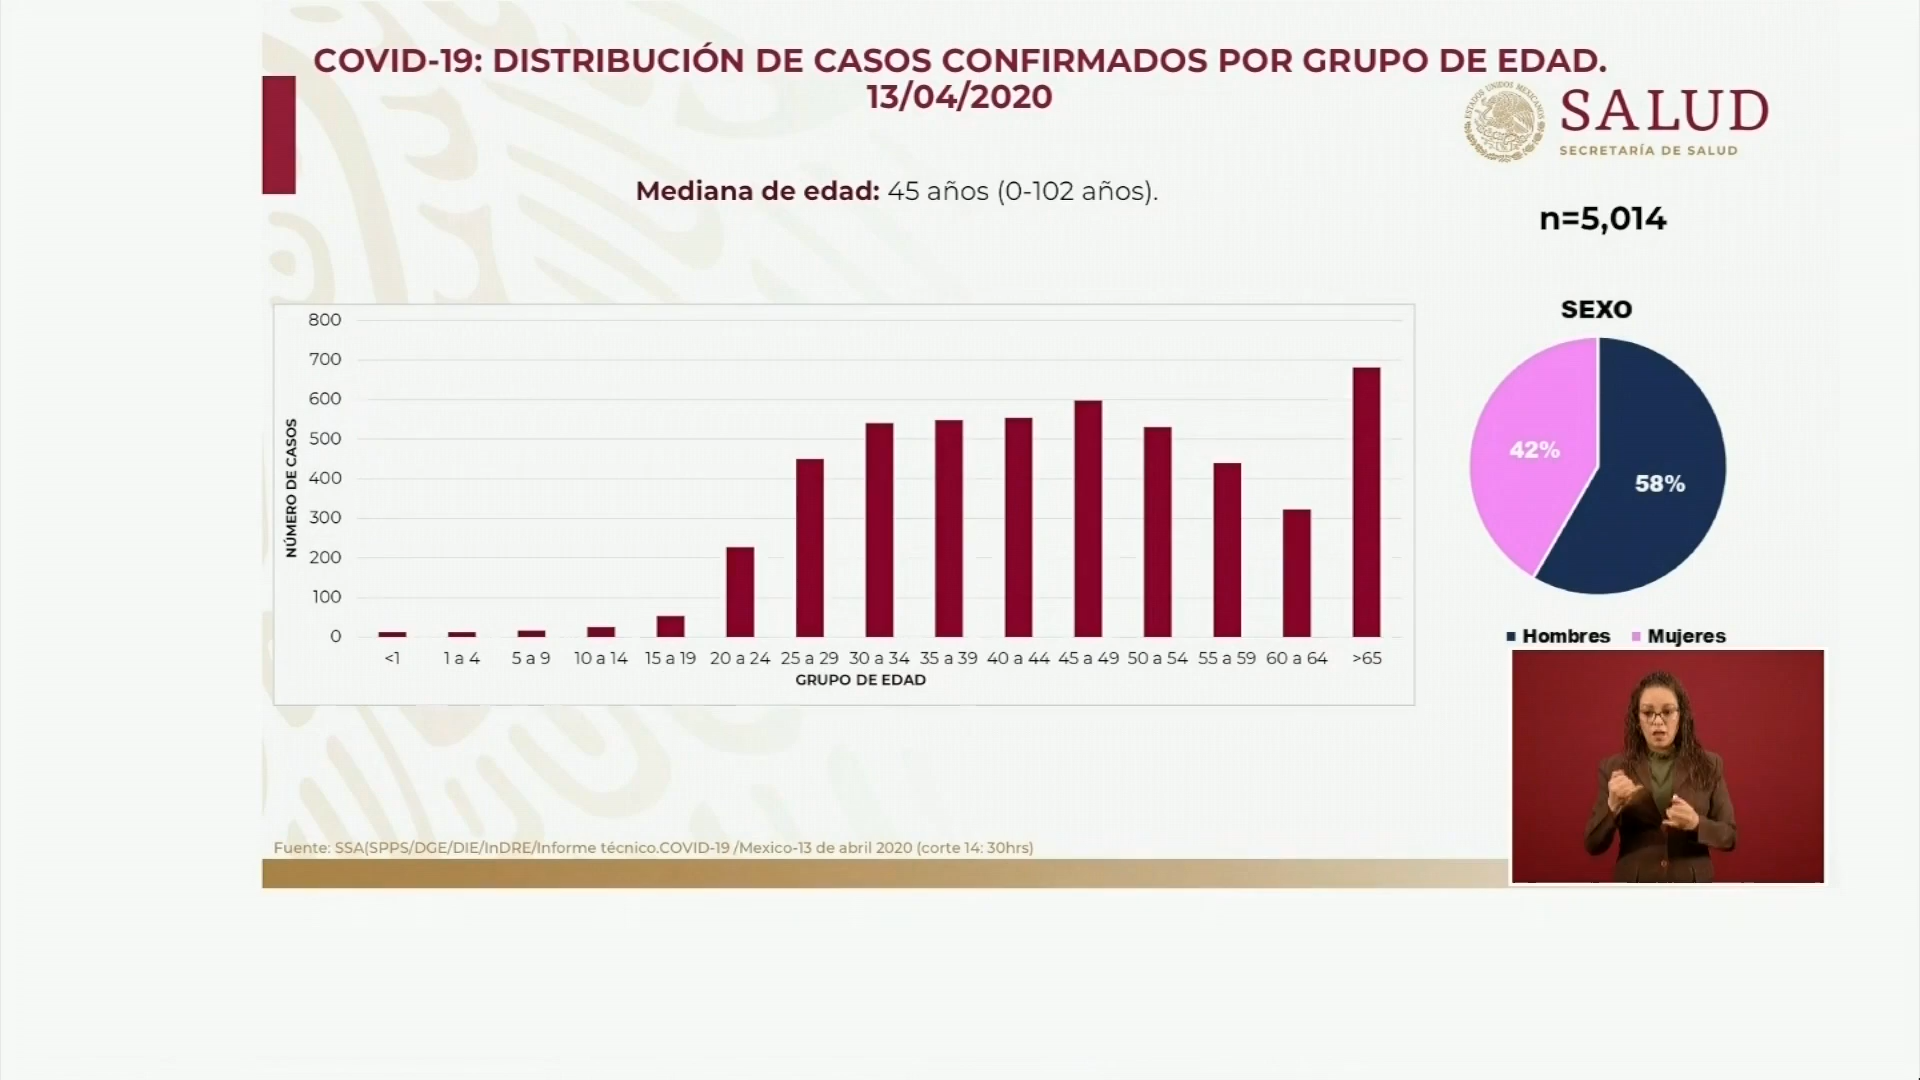 COVID-19: DISTRIBUCIÓN DE CASOS CONFIRMADOS POR GRUPO DE EDAD.
13/04/2020
ESTADOS UNIDOS MEXICANOS
SALUD
SECRETARÍA DE SALUD
Mediana de edad: 45 años (0-102 años).
n=5,014
NÚMERO DE CASOS
800
700
600
500
400
300
200
100
0
<1 1 a 4 5 a 9 10 a 14 15 a 19 20 a 24 25 a 29 30 a 34 35 a 39 40 a 44 45 a 49 50 a 54 55 a 59 60 a 64 >65
GRUPO DE EDAD
SEXO
42%
58%
Hombres Mujeres
Fuente: SSA(SPPS/DGE/DIE/InDRE/Informe técnico.COVID-19 /Mexico-13 de abril 2020 (corte 14: 30hrs)